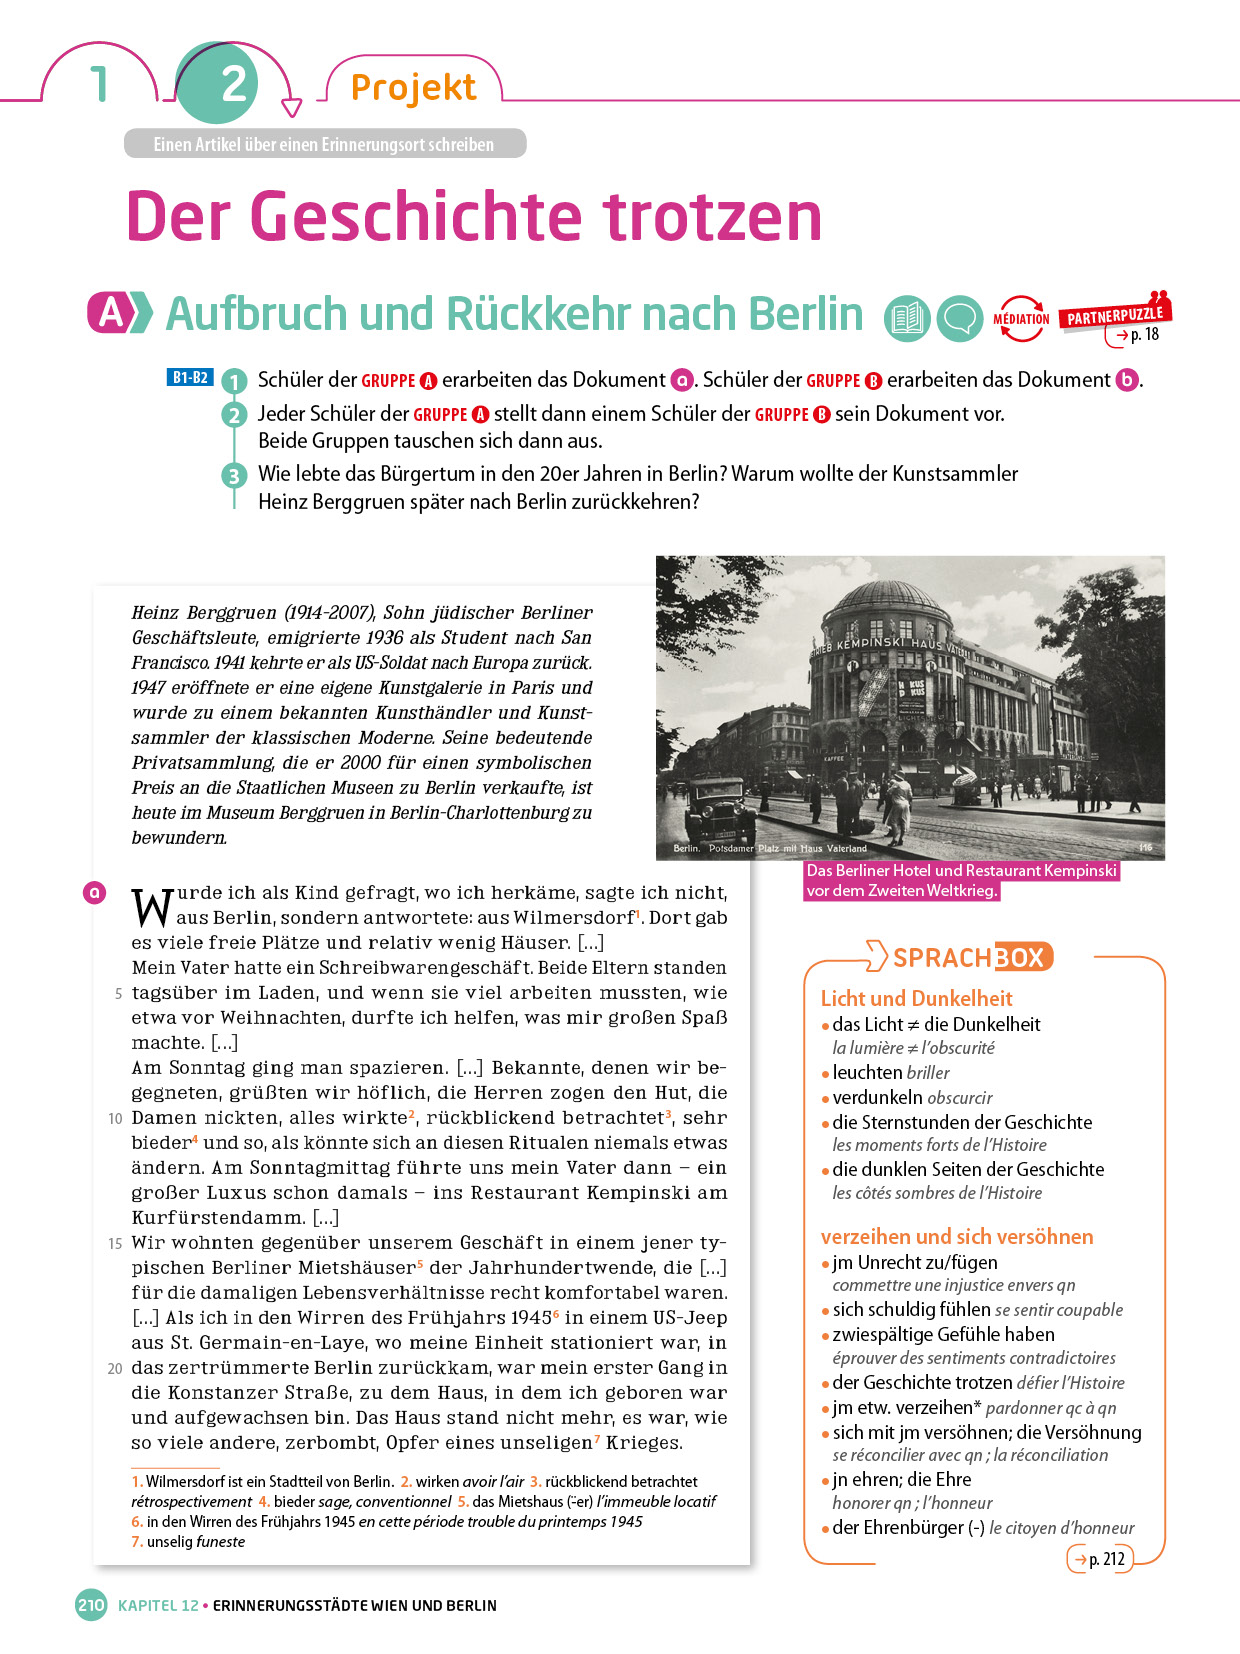 1
2
Projekt
Einen Artikel über einen Erinnerungsort schreiben
Der Geschichte trotzen
A Aufbruch und Rückkehr nach Berlin
MÉDIATION
PARTNERPUZZLE
→ p. 18
B1-B2
1 Schüler der GRUPPE A erarbeiten das Dokument a. Schüler der GRUPPE B erarbeiten das Dokument b.
2 Jeder Schüler der GRUPPE A stellt dann einem Schüler der GRUPPE B sein Dokument vor.
Beide Gruppen tauschen sich dann aus.
3 Wie lebte das Bürgertum in den 20er Jahren in Berlin? Warum wollte der Kunstsammler
Heinz Berggruen später nach Berlin zurückkehren?
Heinz Berggruen (1914-2007), Sohn jüdischer Berliner
Geschäftsleute, emigrierte 1936 als Student nach San
Francisco. 1941 kehrte er als US-Soldat nach Europa zurück.
1947 eröffnete er eine eigene Kunstgalerie in Paris und
wurde zu einem bekannten Kunsthändler und Kunst-
sammler der klassischen Moderne. Seine bedeutende
Privatsammlung, die er 2000 für einen symbolischen
Preis an die Staatlichen Museen zu Berlin verkaufte, ist
heute im Museum Berggruen in Berlin-Charlottenburg zu
bewundern.
KEMPINSKI HAUS
KAFFEE
Berlin. Potsdamer Platz mit Haus Vaterland
116
Das Berliner Hotel und Restaurant Kempinski
vor dem Zweiten Weltkrieg.
a
Wurde ich als Kind gefragt, wo ich herkäme, sagte ich nicht,
aus Berlin, sondern antwortete: aus Wilmersdorf1. Dort gab
es viele freie Plätze und relativ wenig Häuser. [...]
Mein Vater hatte ein Schreibwarengeschäft. Beide Eltern standen
5 tagsüber im Laden, und wenn sie viel arbeiten mussten, wie
etwa vor Weihnachten, durfte ich helfen, was mir großen Spaß
machte. [...]
Am Sonntag ging man spazieren. [...] Bekannte, denen wir be-
gegneten, grüßten wir höflich, die Herren zogen den Hut, die
10 Damen nickten, alles wirkte2, rückblickend betrachtet3, sehr
bieder4 und so, als könnte sich an diesen Ritualen niemals etwas
ändern. Am Sonntagmittag führte uns mein Vater dann – ein
großer Luxus schon damals – ins Restaurant Kempinski am
Kurfürstendamm. [...]
15 Wir wohnten gegenüber unserem Geschäft in einem jener ty-
pischen Berliner Mietshäuser5 der Jahrhundertwende, die [...]
für die damaligen Lebensverhältnisse recht komfortabel waren.
[...] Als ich in den Wirren des Frühjahrs 19456 in einem US-Jeep
aus St. Germain-en-Laye, wo meine Einheit stationiert war, in
20 das zertrümmerte Berlin zurückkam, war mein erster Gang in
die Konstanzer Straße, zu dem Haus, in dem ich geboren war
und aufgewachsen bin. Das Haus stand nicht mehr, es war, wie
so viele andere, zerbombt, Opfer eines unseligen7 Krieges.
1. Wilmersdorf ist ein Stadtteil von Berlin. 2. wirken avoir l'air 3. rückblickend betrachtet
rétrospectivement 4. bieder sage, conventionnel 5. das Mietshaus (¨-er) l'immeuble locatif
6. in den Wirren des Frühjahrs 1945 en cette période trouble du printemps 1945
7. unselig funeste
SPRACHBOX
Licht und Dunkelheit
• das Licht ≠ die Dunkelheit
la lumière ≠ l'obscurité
• leuchten briller
• verdunkeln obscurcir
• die Sternstunden der Geschichte
les moments forts de l'Histoire
• die dunklen Seiten der Geschichte
les côtés sombres de l'Histoire
verzeihen und sich versöhnen
• jm Unrecht zu/fügen
commettre une injustice envers qn
• sich schuldig fühlen se sentir coupable
• zwiespältige Gefühle haben
éprouver des sentiments contradictoires
• der Geschichte trotzen défier l'Histoire
• jm etw. verzeihen* pardonner qc à qn
• sich mit jm versöhnen; die Versöhnung
se réconcilier avec qn ; la réconciliation
• jn ehren; die Ehre
honorer qn ; l'honneur
• der Ehrenbürger (-) le citoyen d'honneur
→ p. 212
210 KAPITEL 12 • ERINNERUNGSSTÄDTE WIEN UND BERLIN